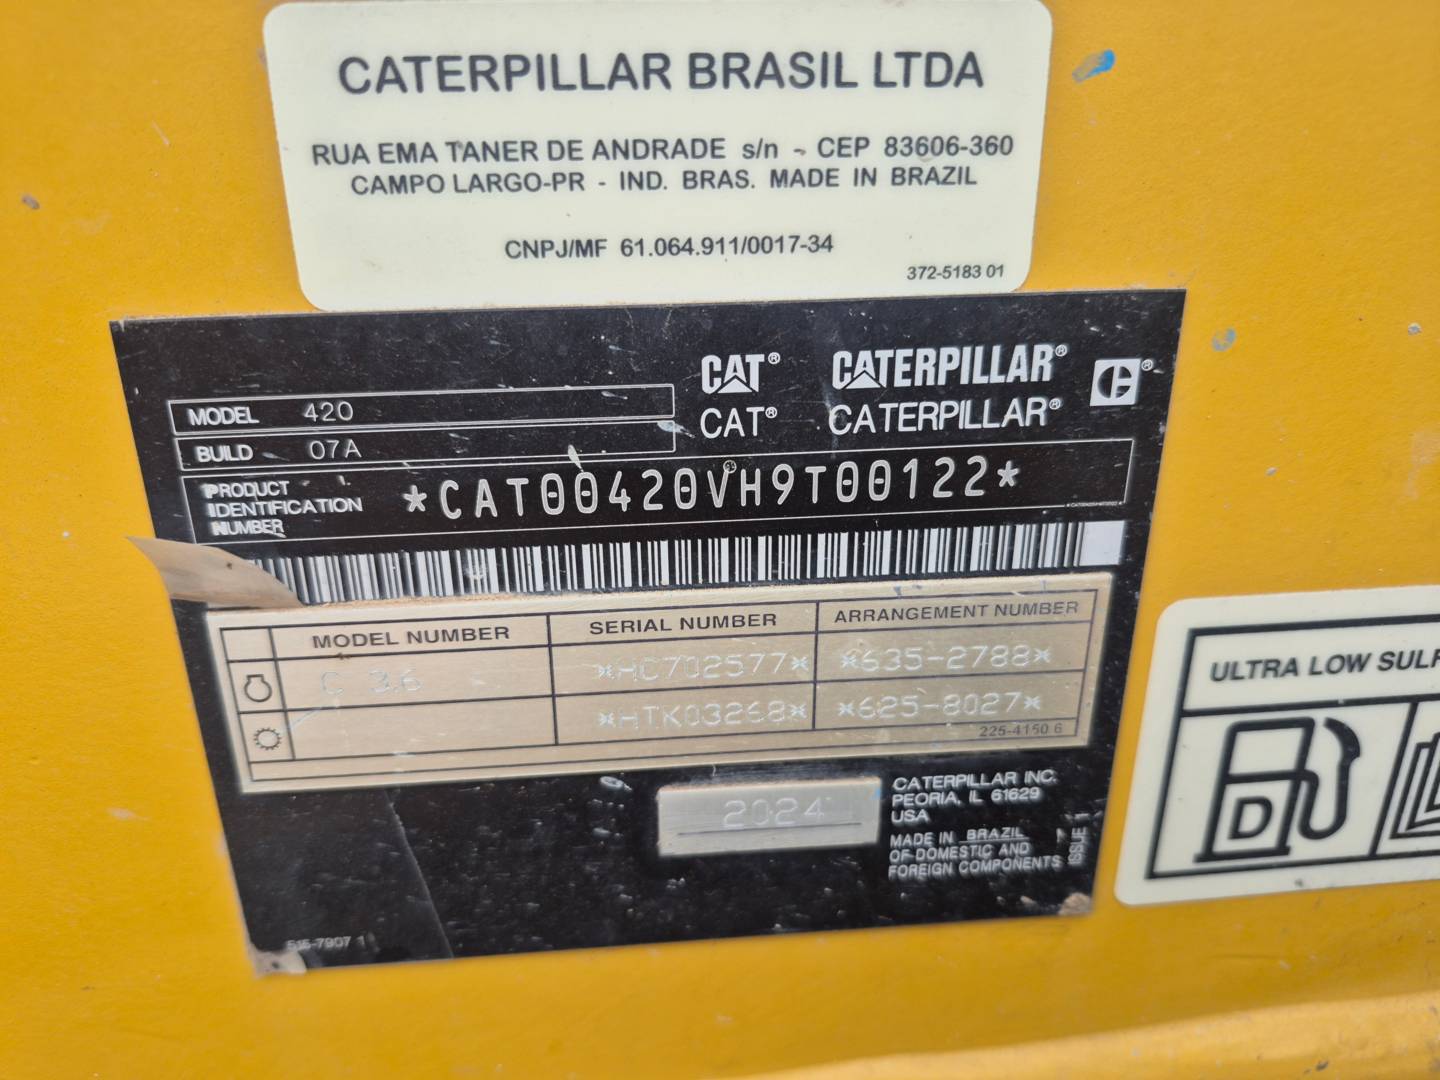 CATERPILLAR BRASIL LTDA
RUA EMA TANER DE ANDRADE s/n - CEP 83606-360
CAMPO LARGO-PR - IND. BRAS. MADE IN BRAZIL
CNPJ/MF 61.064.911/0017-34
372-5183 01
CAT® CATERPILLAR® ®
CAT® CATERPILLAR®
MODEL 420
BUILD 07A
PRODUCT IDENTIFICATION NUMBER *CAT00420VH9T00122*
MODEL NUMBER SERIAL NUMBER ARRANGEMENT NUMBER
C 3.6 *HC702577* *635-2788*
*HTK03268* *625-8027*
225-4150 6
2024
CATERPILLAR INC.
PEORIA, IL 61629
USA
MADE IN BRAZIL
OF DOMESTIC AND
FOREIGN COMPONENTS
ISSUE 1
515-7907 1
ULTRA LOW SULF
D